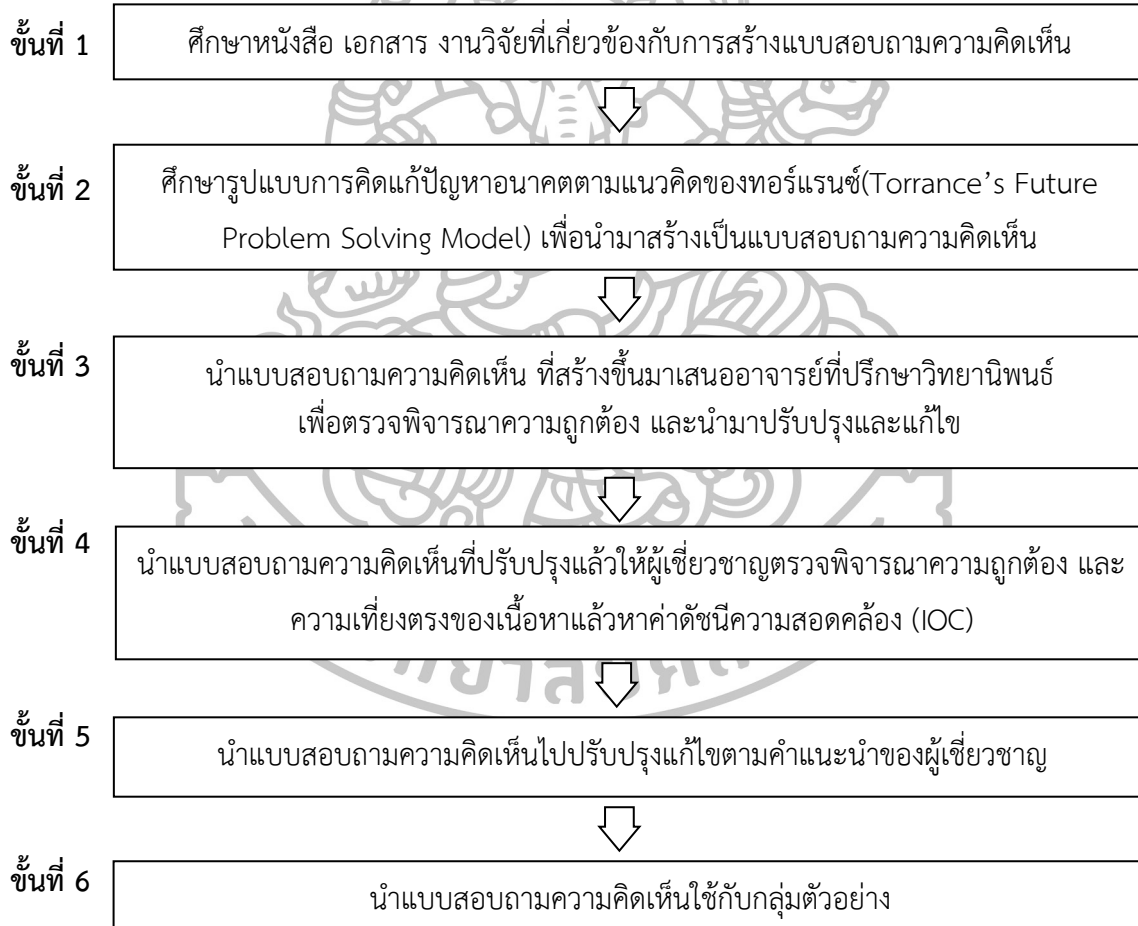 ขั้นที่ 1
ศึกษาหนังสือ เอกสาร งานวิจัยที่เกี่ยวข้องกับการสร้างแบบสอบถามความคิดเห็น
ขั้นที่ 2
ศึกษารูปแบบการคิดแก้ปัญหาอนาคตตามแนวคิดของทอร์แรนซ์(Torrance's Future
Problem Solving Model) เพื่อนำมาสร้างเป็นแบบสอบถามความคิดเห็น
ขั้นที่ 3
นำแบบสอบถามความคิดเห็น ที่สร้างขึ้นมาเสนออาจารย์ที่ปรึกษาวิทยานิพนธ์
เพื่อตรวจพิจารณาความถูกต้อง และนำมาปรับปรุงและแก้ไข
ขั้นที่ 4
นำแบบสอบถามความคิดเห็นที่ปรับปรุงแล้วให้ผู้เชี่ยวชาญตรวจพิจารณาความถูกต้อง และ
ความเที่ยงตรงของเนื้อหาแล้วหาค่าดัชนีความสอดคล้อง (IOC)
ขั้นที่ 5
นำแบบสอบถามความคิดเห็นไปปรับปรุงแก้ไขตามคำแนะนำของผู้เชี่ยวชาญ
ขั้นที่ 6
นำแบบสอบถามความคิดเห็นใช้กับกลุ่มตัวอย่าง